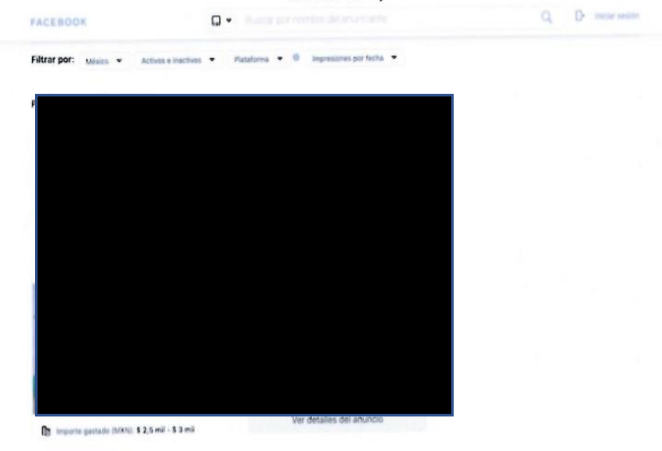 FACEBOOK
Buscar por nombre del anunciante
Iniciar sesión
Filtrar por: México Activos e inactivos Plataforma Impresiones por fecha
Importe gastado (MXN): $ 2,5 mil - $ 3 mil
Ver detalles del anuncio